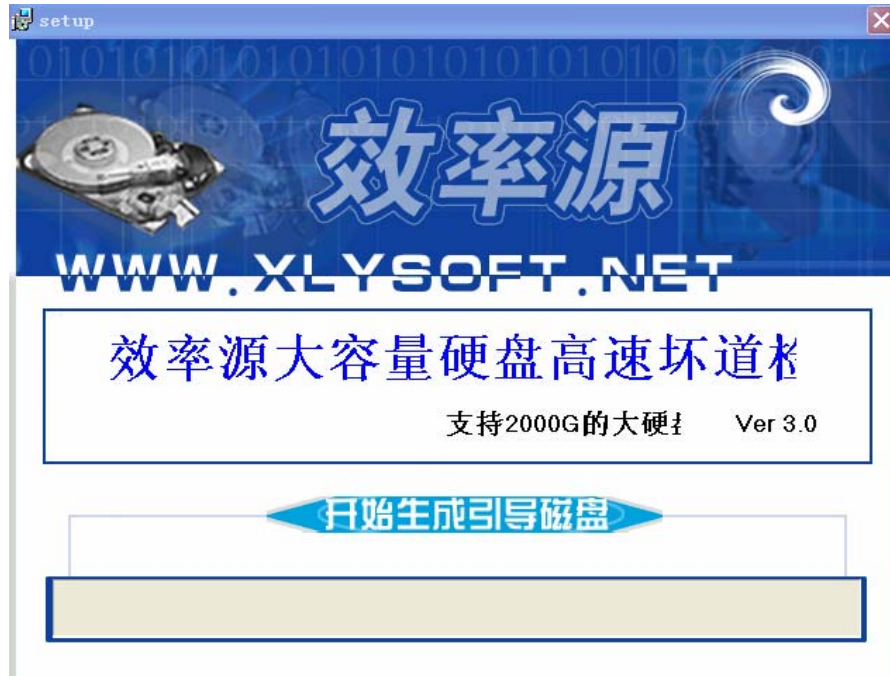 setup
效率源
WWW.XLYSOFT.NET
效率源大容量硬盘高速坏道
支持2000G的大硬 Ver 3.0
开始生成引导磁盘